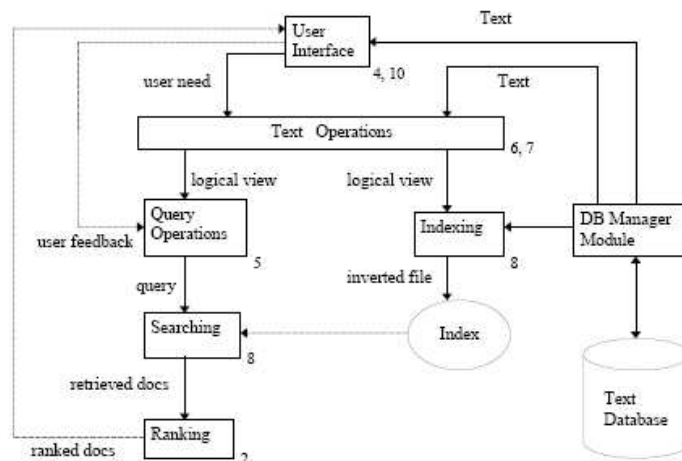 Text
User
Interface
4, 10
user need
Text
Text Operations
6, 7
logical view
logical view
Query
Operations
5
user feedback
Indexing
8
DB Manager
Module
query
inverted file
Searching
8
Index
retrieved docs
Text
Database
Ranking
2
ranked docs